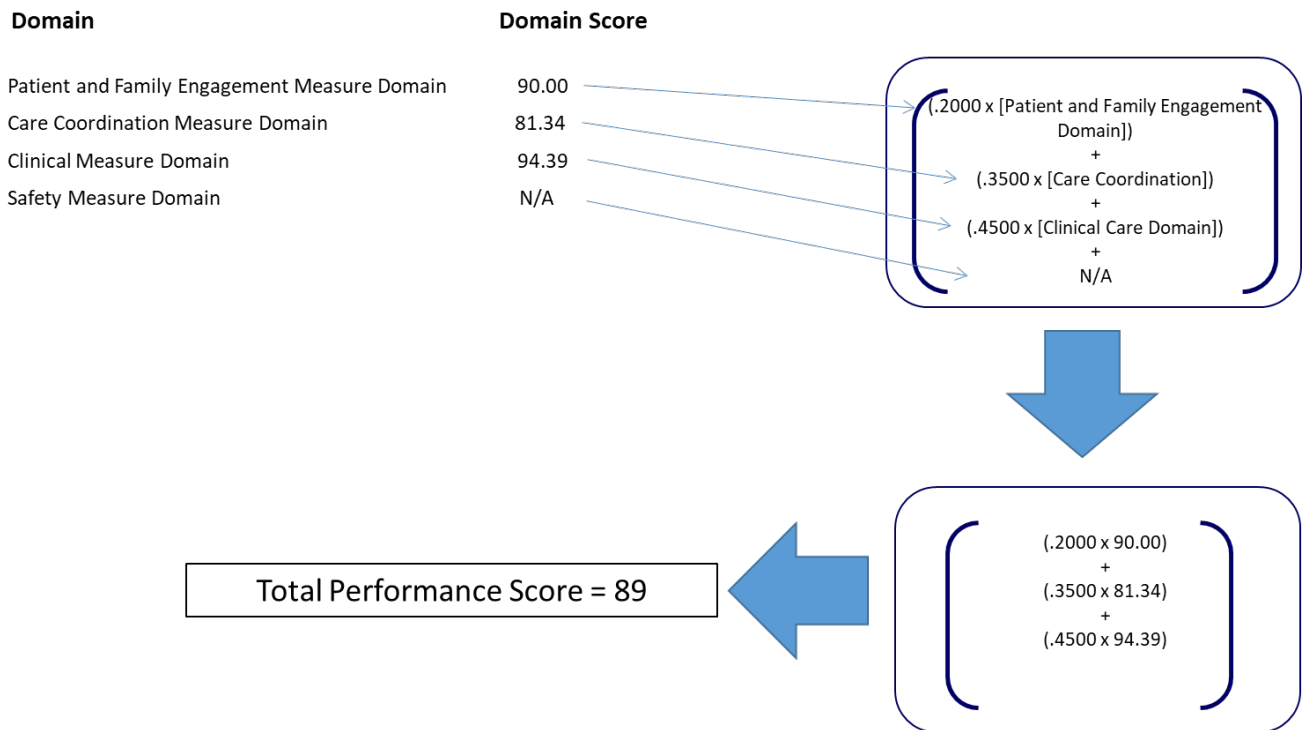 Domain
Domain Score
Patient and Family Engagement Measure Domain
90.00
Care Coordination Measure Domain
81.34
Clinical Measure Domain
94.39
Safety Measure Domain
N/A
(.2000 x [Patient and Family Engagement
Domain])
+
(.3500 x [Care Coordination])
+
(.4500 x [Clinical Care Domain])
+
N/A
(.2000 x 90.00)
+
(.3500 x 81.34)
+
(.4500 x 94.39)
Total Performance Score = 89